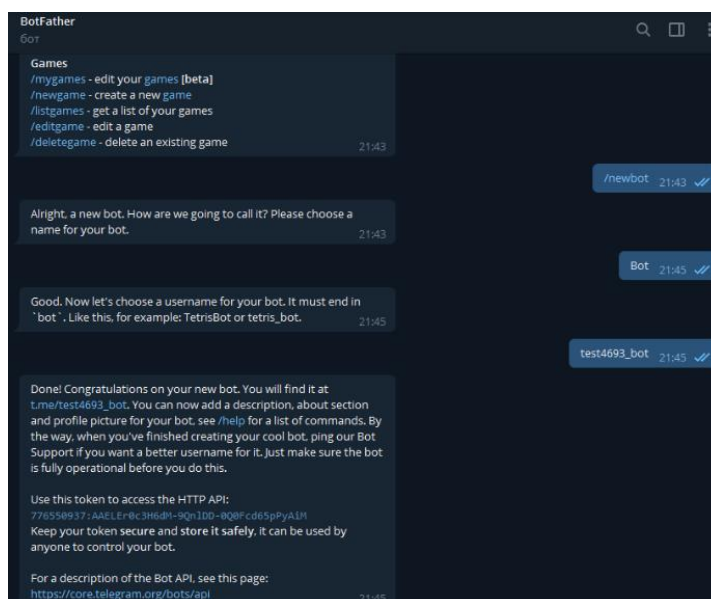 BotFather
бот
Games
/mygames - edit your games [beta]
/newgame - create a new game
/listgames - get a list of your games
/editgame - edit a game
/deletegame - delete an existing game
21:43
/newbot 21:43
Alright, a new bot. How are we going to call it? Please choose a
name for your bot.
21:43
Bot 21:45
Good. Now let's choose a username for your bot. It must end in
`bot`. Like this, for example: TetrisBot or tetris_bot.
21:45
test4693_bot 21:45
Done! Congratulations on your new bot. You will find it at
t.me/test4693_bot. You can now add a description, about section
and profile picture for your bot, see /help for a list of commands. By
the way, when you've finished creating your cool bot, ping our Bot
Support if you want a better username for it. Just make sure the bot
is fully operational before you do this.
Use this token to access the HTTP API:
Keep your token secure and store it safely, it can be used by
anyone to control your bot.
For a description of the Bot API, see this page:
https://core.telegram.org/bots/api
21:45